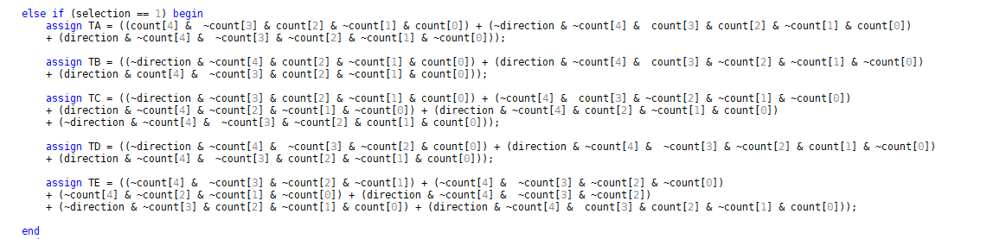 else if (selection == 1) begin
assign TA = ((count[4] &  ~count[3] & count[2] & ~count[1] & count[0]) + (~direction & ~count[4] &  count[3] & count[2] & ~count[1] & count[0])
+ (direction & ~count[4] &  ~count[3] & ~count[2] & ~count[1] & ~count[0]));
assign TB = ((~direction & ~count[4] & count[2] & ~count[1] & count[0]) + (direction & ~count[4] &  count[3] & ~count[2] & ~count[1] & ~count[0])
+ (direction & count[4] &  ~count[3] & count[2] & ~count[1] & count[0]));
assign TC = ((~direction & ~count[3] & count[2] & ~count[1] & count[0]) + (~count[4] &  count[3] & ~count[2] & ~count[1] & ~count[0])
+ (direction & ~count[4] & ~count[2] & ~count[1] & ~count[0]) + (direction & ~count[4] & count[2] & ~count[1] & count[0])
+ (~direction & ~count[4] &  ~count[3] & ~count[2] & count[1] & count[0]));
assign TD = ((~direction & ~count[4] &  ~count[3] & ~count[2] & count[0]) + (direction & ~count[4] &  ~count[3] & ~count[2] & count[1] & ~count[0])
+ (direction & ~count[4] &  ~count[3] & count[2] & ~count[1] & count[0]));
assign TE = ((~count[4] &  ~count[3] & ~count[2] & ~count[1]) + (~count[4] &  ~count[3] & ~count[2] & ~count[0])
+ (~count[4] & ~count[2] & ~count[1] & ~count[0]) + (direction & ~count[4] &  ~count[3] & ~count[2])
+ (~direction & ~count[3] & count[2] & ~count[1] & count[0]) + (direction & ~count[4] &  count[3] & count[2] & ~count[1] & count[0]));
end